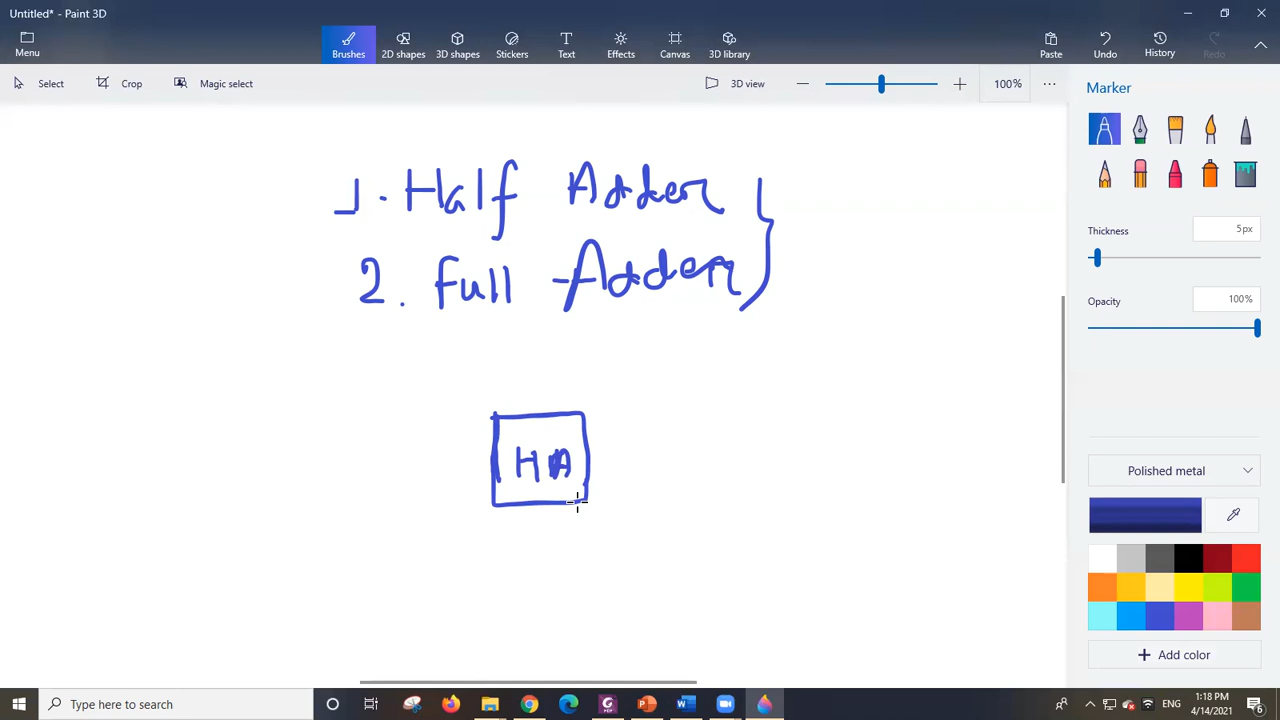 Untitled* - Paint 3D
Menu
Brushes
2D shapes
3D shapes
Stickers
Text
Effects
Canvas
3D library
Paste
Undo
History
Redo
Select
Crop
Magic select
3D view
100%
Marker
Thickness
5px
Opacity
100%
Polished metal
Add color
1. Half Adder
2. Full Adder
HA
Type here to search
1:18 PM
4/14/2021
6